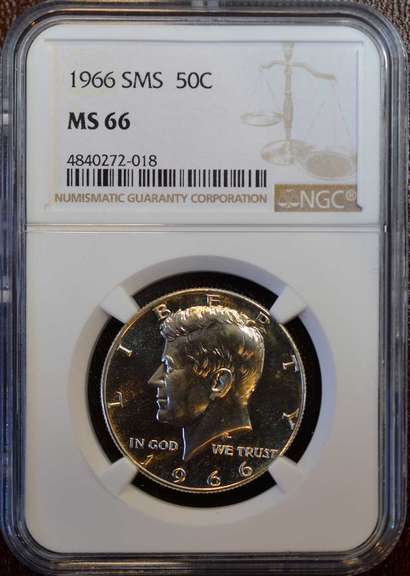 1966 SMS 50C
MS 66
4840272-018
NUMISMATIC GUARANTY CORPORATION
NGC®
LIBERTY
IN GOD WE TRUST
1966